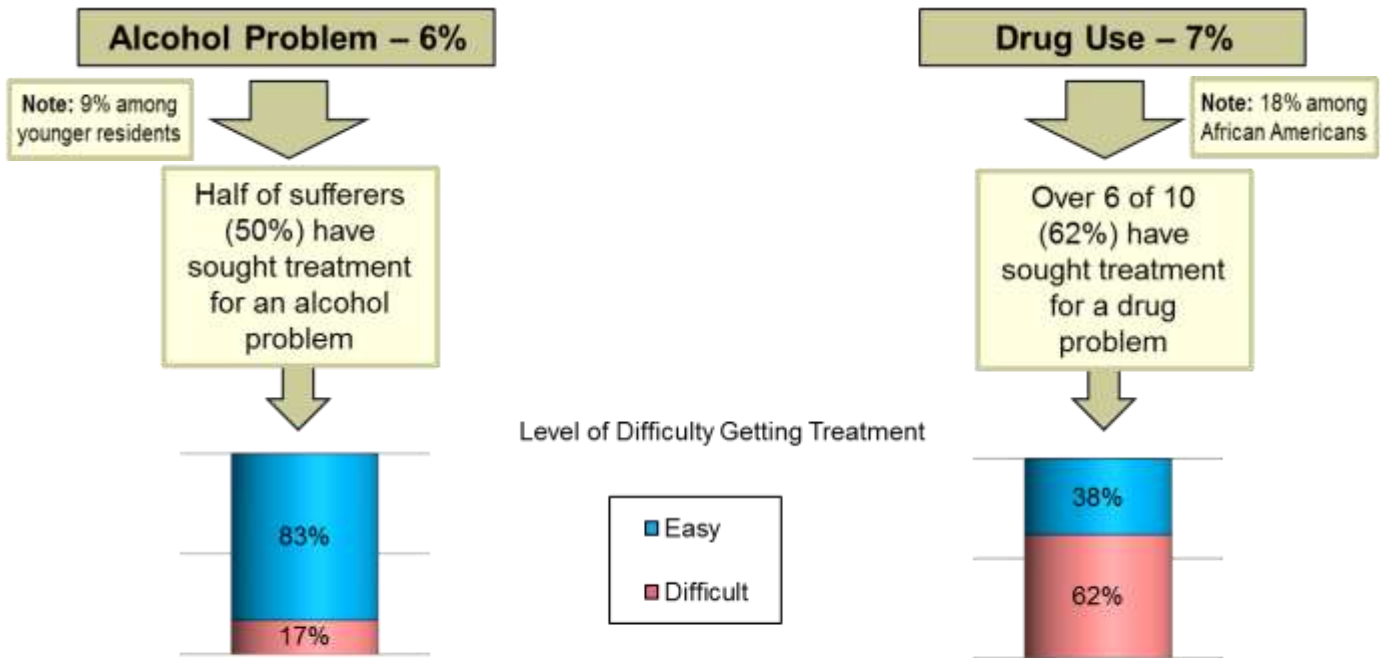 Alcohol Problem – 6%
Note: 9% among
younger residents
Half of sufferers
(50%) have
sought treatment
for an alcohol
problem
Drug Use – 7%
Note: 18% among
African Americans
Over 6 of 10
(62%) have
sought treatment
for a drug
problem
Level of Difficulty Getting Treatment
83%
17%
Easy
Difficult
38%
62%